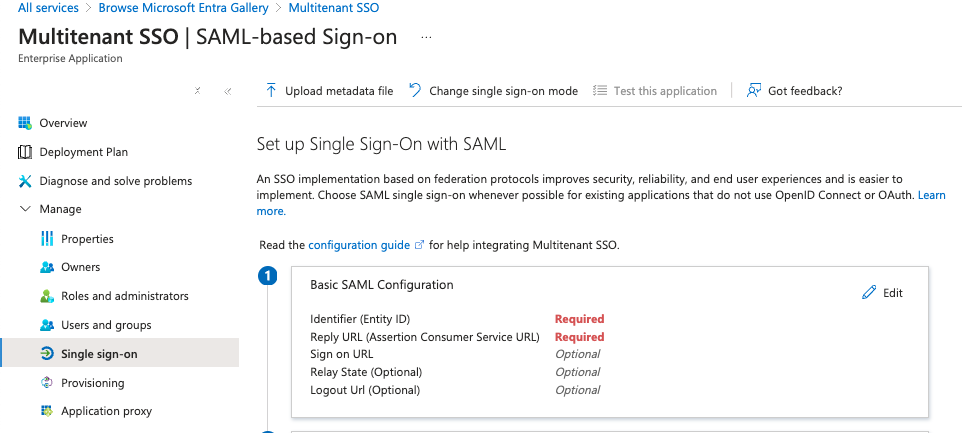 All services > Browse Microsoft Entra Gallery > Multitenant SSO
Multitenant SSO | SAML-based Sign-on ...
Enterprise Application
Upload metadata file Change single sign-on mode Test this application Got feedback?
Overview
Deployment Plan
Diagnose and solve problems
Manage
Properties
Owners
Roles and administrators
Users and groups
Single sign-on
Provisioning
Application proxy
Set up Single Sign-On with SAML
An SSO implementation based on federation protocols improves security, reliability, and end user experiences and is easier to
implement. Choose SAML single sign-on whenever possible for existing applications that do not use OpenID Connect or OAuth. Learn
more.
Read the configuration guide for help integrating Multitenant SSO.
1
Basic SAML Configuration
Edit
Identifier (Entity ID) Required
Reply URL (Assertion Consumer Service URL) Required
Sign on URL Optional
Relay State (Optional) Optional
Logout Url (Optional) Optional